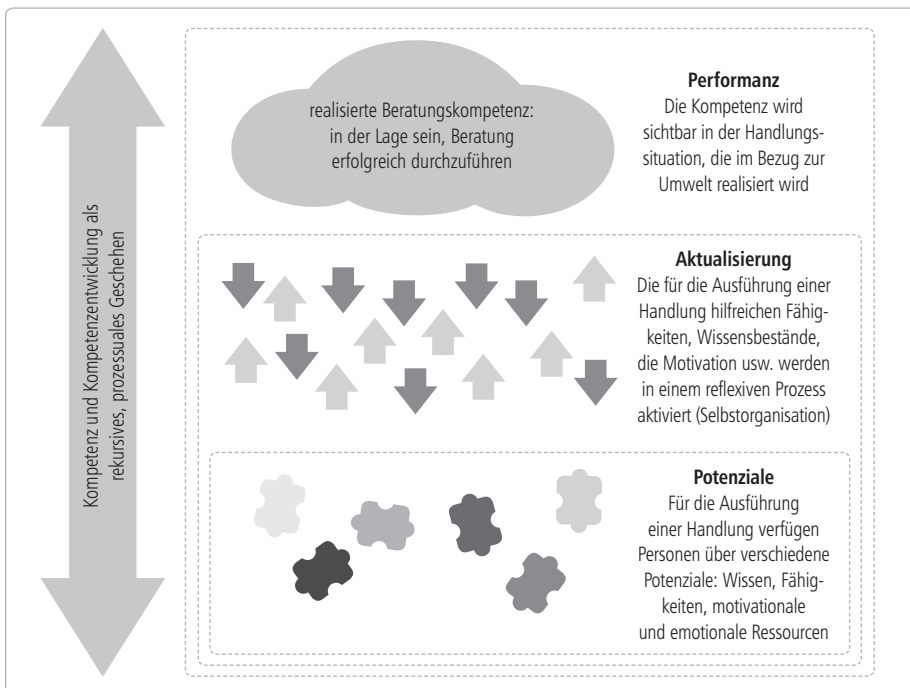 Kompetenz und Kompetenzentwicklung als
rekursives, prozessuales Geschehen
realisierte Beratungskompetenz:
in der Lage sein, Beratung
erfolgreich durchzuführen
Performanz
Die Kompetenz wird
sichtbar in der Handlungs-
situation, die im Bezug zur
Umwelt realisiert wird
Aktualisierung
Die für die Ausführung einer
Handlung hilfreichen Fähig-
keiten, Wissensbestände,
die Motivation usw. werden
in einem reflexiven Prozess
aktiviert (Selbstorganisation)
Potenziale
Für die Ausführung
einer Handlung verfügen
Personen über verschiedene
Potenziale: Wissen, Fähig-
keiten, motivationale
und emotionale Ressourcen